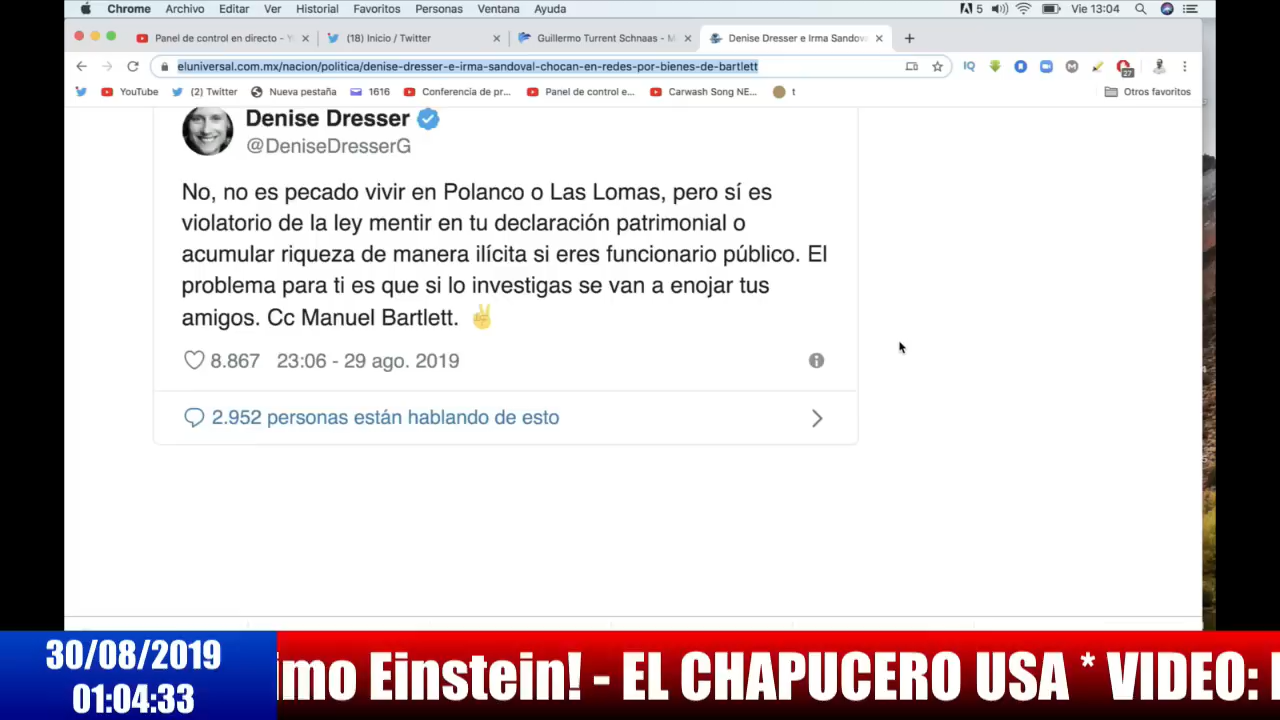 Chrome Archivo Editar Ver Historial Favoritos Personas Ventana Ayuda 5 Vie 13:04
Panel de control en directo - Y (18) Inicio / Twitter Guillermo Turrent Schnaas - M Denise Dresser e Irma Sandova
eluniversal.com.mx/nacion/politica/denise-dresser-e-irma-sandoval-chocan-en-redes-por-bienes-de-bartlett IQ 27
YouTube (2) Twitter Nueva pestaña 1616 Conferencia de pr... Panel de control e... Carwash Song NE... t Otros favoritos
Denise Dresser
@DeniseDresserG
No, no es pecado vivir en Polanco o Las Lomas, pero sí es
violatorio de la ley mentir en tu declaración patrimonial o
acumular riqueza de manera ilícita si eres funcionario público. El
problema para ti es que si lo investigas se van a enojar tus
amigos. Cc Manuel Bartlett. ✌
8.867 23:06 - 29 ago. 2019
2.952 personas están hablando de esto
30/08/2019
01:04:33
imo Einstein! - EL CHAPUCERO USA * VIDEO: